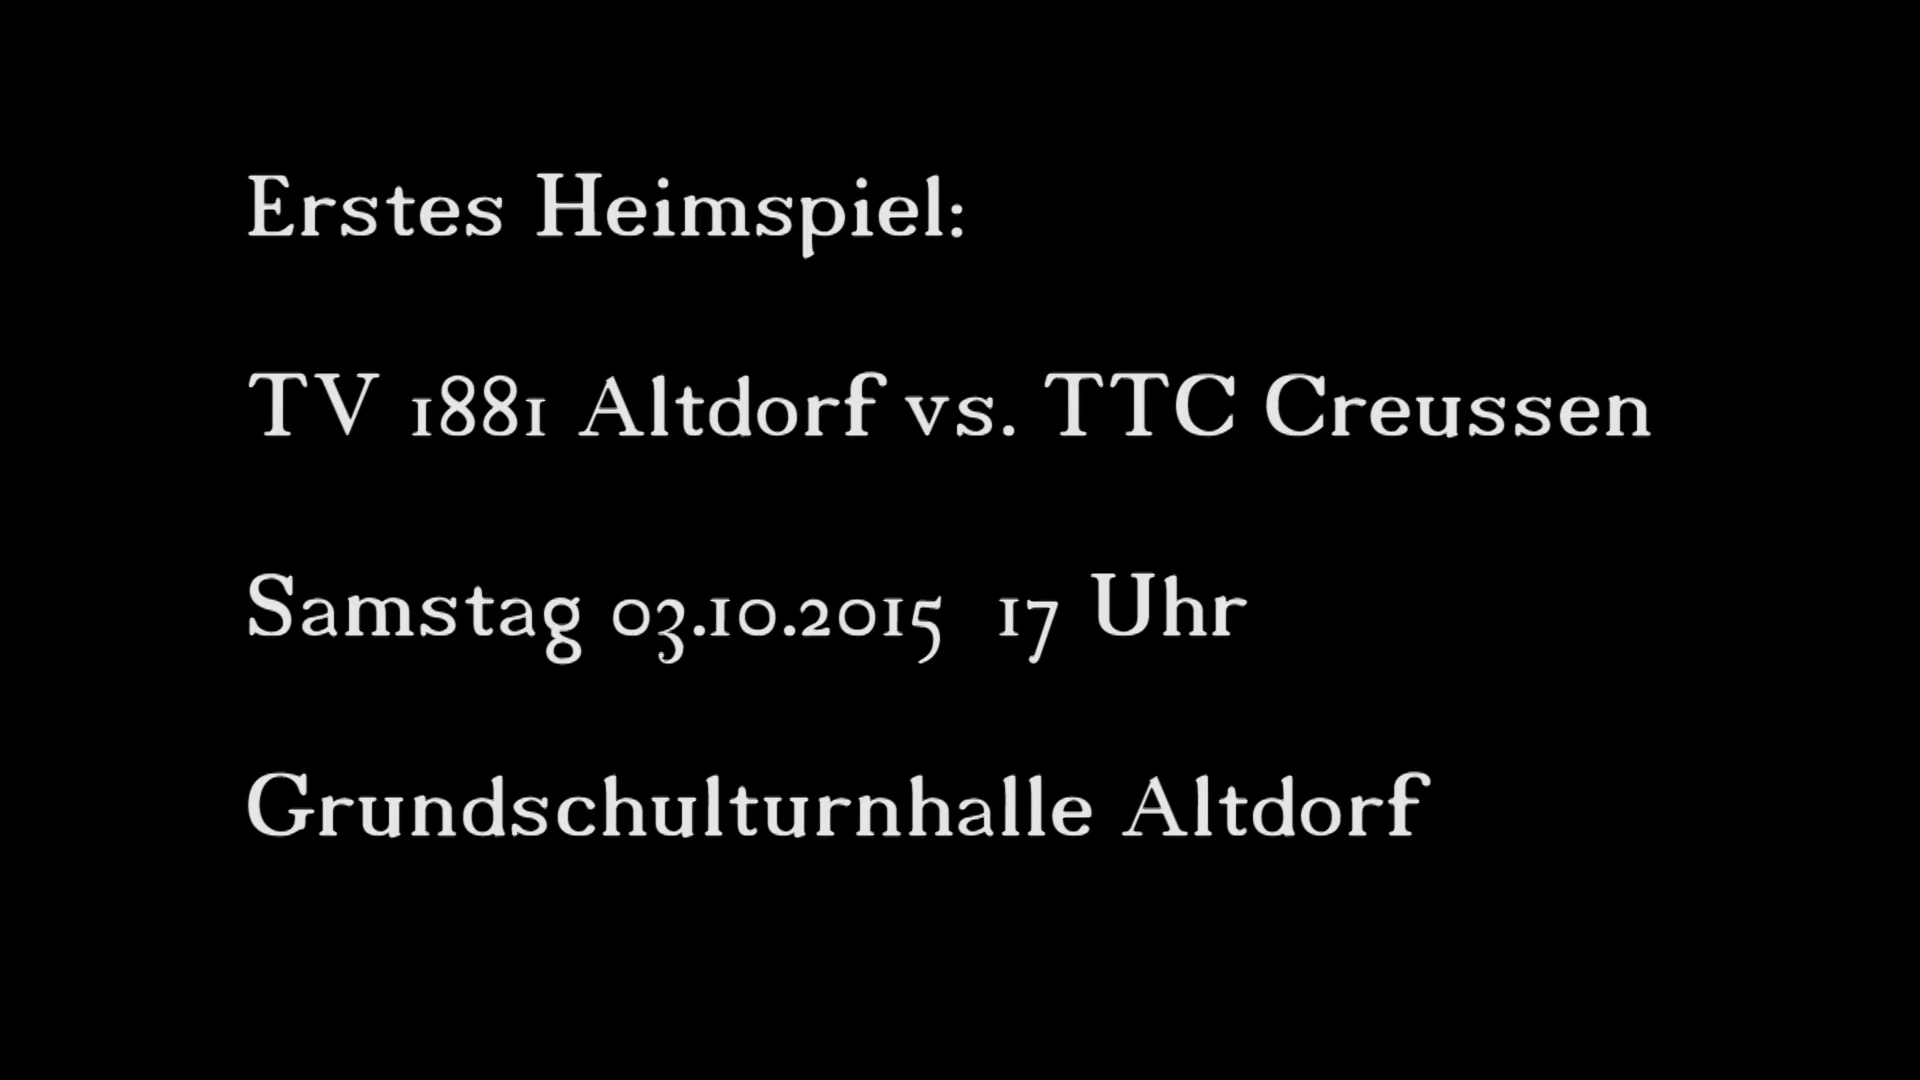 Erstes Heimspiel:
TV 1881 Altdorf vs. TTC Creussen
Samstag 03.10.2015  17 Uhr
Grundschulturnhalle Altdorf